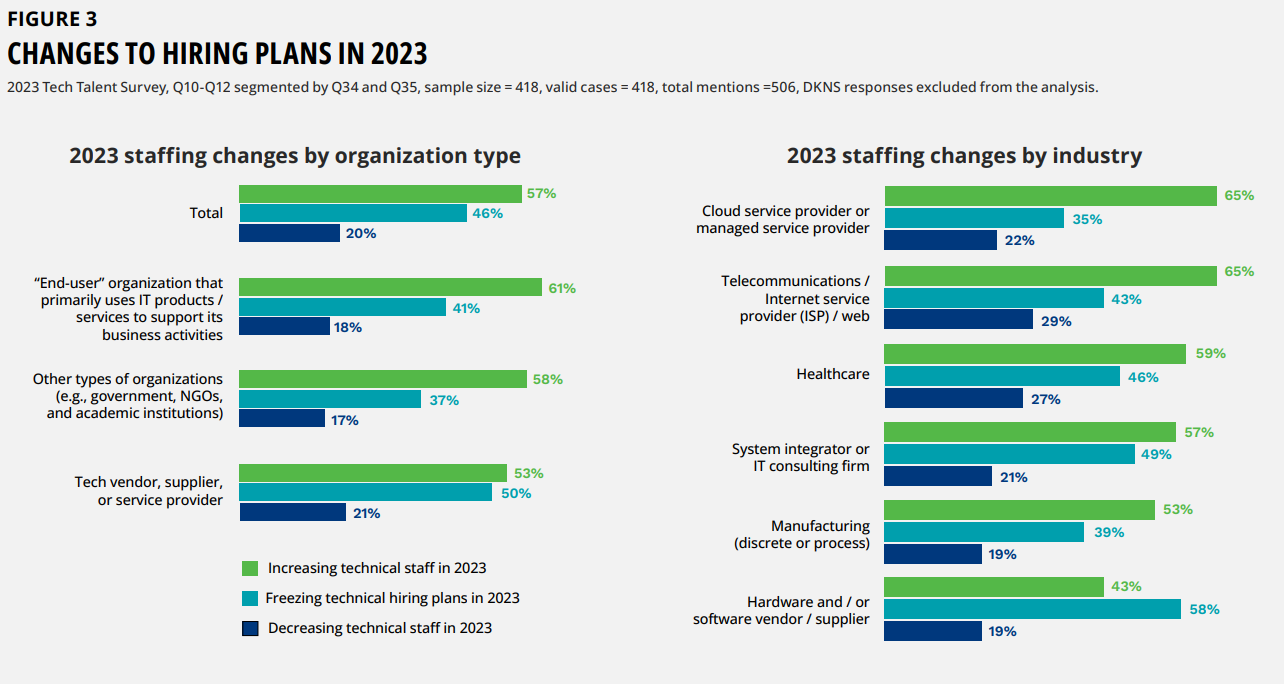 FIGURE 3
CHANGES TO HIRING PLANS IN 2023
2023 Tech Talent Survey, Q10-Q12 segmented by Q34 and Q35, sample size = 418, valid cases = 418, total mentions =506, DKNS responses excluded from the analysis.
2023 staffing changes by organization type
Total
57%
46%
20%
“End-user” organization that
primarily uses IT products /
services to support its
business activities
61%
41%
18%
Other types of organizations
(e.g., government, NGOs,
and academic institutions)
58%
37%
17%
Tech vendor, supplier,
or service provider
53%
50%
21%
Increasing technical staff in 2023
Freezing technical hiring plans in 2023
Decreasing technical staff in 2023
2023 staffing changes by industry
Cloud service provider or
managed service provider
65%
35%
22%
Telecommunications /
Internet service
provider (ISP) / web
65%
43%
29%
Healthcare
59%
46%
27%
System integrator or
IT consulting firm
57%
49%
21%
Manufacturing
(discrete or process)
53%
39%
19%
Hardware and / or
software vendor / supplier
43%
58%
19%